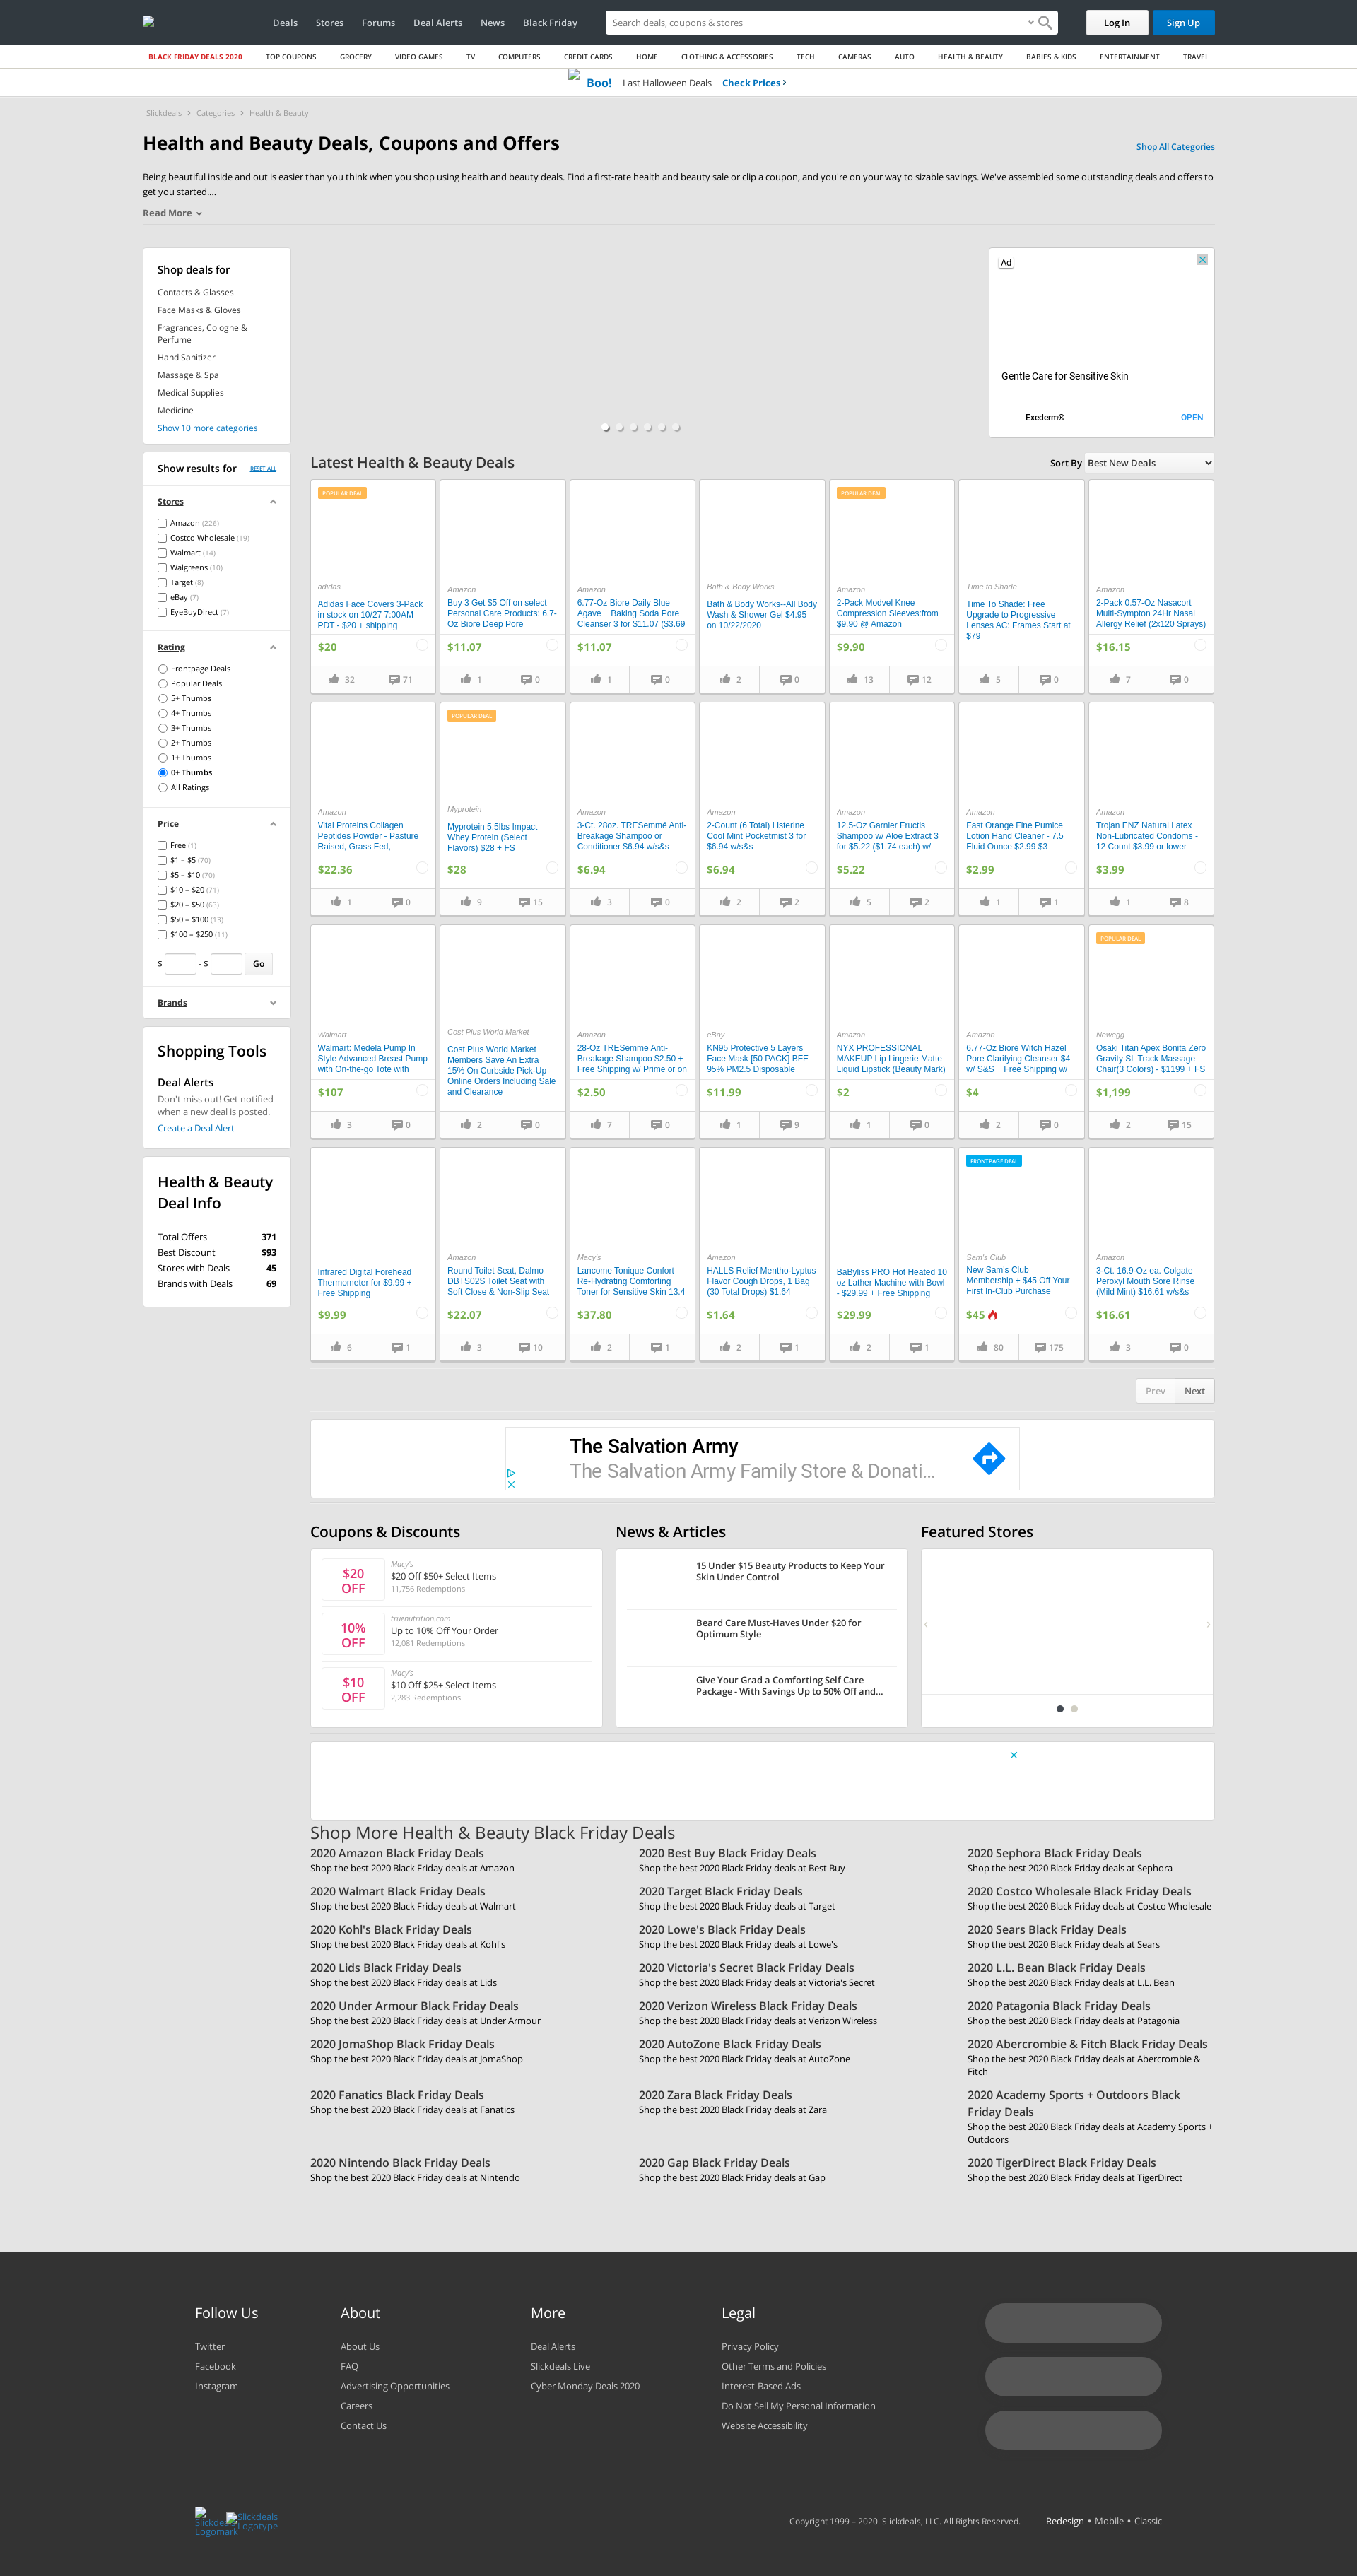 Deals Stores Forums Deal Alerts News Black Friday Search deals, coupons & stores Log In Sign Up
BLACK FRIDAY DEALS 2020 TOP COUPONS GROCERY VIDEO GAMES TV COMPUTERS CREDIT CARDS HOME CLOTHING & ACCESSORIES TECH CAMERAS AUTO HEALTH & BEAUTY BABIES & KIDS ENTERTAINMENT TRAVEL
Boo! Last Halloween Deals Check Prices ›
Slickdeals › Categories › Health & Beauty
Health and Beauty Deals, Coupons and Offers
Shop All Categories
Being beautiful inside and out is easier than you think when you shop using health and beauty deals. Find a first-rate health and beauty sale or clip a coupon, and you're on your way to sizable savings. We've assembled some outstanding deals and offers to
get you started....
Read More
Shop deals for
Contacts & Glasses
Face Masks & Gloves
Fragrances, Cologne &
Perfume
Hand Sanitizer
Massage & Spa
Medical Supplies
Medicine
Show 10 more categories
Ad
Gentle Care for Sensitive Skin
Exederm® OPEN
Show results for RESET ALL
Stores
Amazon (226)
Costco Wholesale (19)
Walmart (14)
Walgreens (10)
Target (8)
eBay (7)
EyeBuyDirect (7)
Rating
Frontpage Deals
Popular Deals
5+ Thumbs
4+ Thumbs
3+ Thumbs
2+ Thumbs
1+ Thumbs
0+ Thumbs
All Ratings
Price
Free (1)
$1 – $5 (70)
$5 – $10 (70)
$10 – $20 (71)
$20 – $50 (63)
$50 – $100 (13)
$100 – $250 (11)
$ - $ Go
Brands
Shopping Tools
Deal Alerts
Don't miss out! Get notified
when a new deal is posted.
Create a Deal Alert
Health & Beauty
Deal Info
Total Offers 371
Best Discount $93
Stores with Deals 45
Brands with Deals 69
Latest Health & Beauty Deals
Sort By Best New Deals
POPULAR DEAL
adidas
Adidas Face Covers 3-Pack
in stock on 10/27 7:00AM
PDT - $20 + shipping
$20
32 71
Amazon
Buy 3 Get $5 Off on select
Personal Care Products: 6.7-
Oz Biore Deep Pore
$11.07
1 0
Amazon
6.77-Oz Biore Daily Blue
Agave + Baking Soda Pore
Cleanser 3 for $11.07 ($3.69
$11.07
1 0
Bath & Body Works
Bath & Body Works--All Body
Wash & Shower Gel $4.95
on 10/22/2020
2 0
POPULAR DEAL
Amazon
2-Pack Modvel Knee
Compression Sleeves:from
$9.90 @ Amazon
$9.90
13 12
Time to Shade
Time To Shade: Free
Upgrade to Progressive
Lenses AC: Frames Start at
$79
5 0
Amazon
2-Pack 0.57-Oz Nasacort
Multi-Sympton 24Hr Nasal
Allergy Relief (2x120 Sprays)
$16.15
7 0
Amazon
Vital Proteins Collagen
Peptides Powder - Pasture
Raised, Grass Fed,
$22.36
1 0
POPULAR DEAL
Myprotein
Myprotein 5.5lbs Impact
Whey Protein (Select
Flavors) $28 + FS
$28
9 15
Amazon
3-Ct. 28oz. TRESemmé Anti-
Breakage Shampoo or
Conditioner $6.94 w/s&s
$6.94
3 0
Amazon
2-Count (6 Total) Listerine
Cool Mint Pocketmist 3 for
$6.94 w/s&s
$6.94
2 2
Amazon
12.5-Oz Garnier Fructis
Shampoo w/ Aloe Extract 3
for $5.22 ($1.74 each) w/
$5.22
5 2
Amazon
Fast Orange Fine Pumice
Lotion Hand Cleaner - 7.5
Fluid Ounce $2.99 $3
$2.99
1 1
Amazon
Trojan ENZ Natural Latex
Non-Lubricated Condoms -
12 Count $3.99 or lower
$3.99
1 8
Walmart
Walmart: Medela Pump In
Style Advanced Breast Pump
with On-the-go Tote with
$107
3 0
Cost Plus World Market
Cost Plus World Market
Members Save An Extra
15% On Curbside Pick-Up
Online Orders Including Sale
and Clearance
2 0
Amazon
28-Oz TRESemme Anti-
Breakage Shampoo $2.50 +
Free Shipping w/ Prime or on
$2.50
7 0
eBay
KN95 Protective 5 Layers
Face Mask [50 PACK] BFE
95% PM2.5 Disposable
$11.99
1 9
Amazon
NYX PROFESSIONAL
MAKEUP Lip Lingerie Matte
Liquid Lipstick (Beauty Mark)
$2
1 0
Amazon
6.77-Oz Bioré Witch Hazel
Pore Clarifying Cleanser $4
w/ S&S + Free Shipping w/
$4
2 0
POPULAR DEAL
Newegg
Osaki Titan Apex Bonita Zero
Gravity SL Track Massage
Chair(3 Colors) - $1199 + FS
$1,199
2 15
Infrared Digital Forehead
Thermometer for $9.99 +
Free Shipping
$9.99
6 1
Amazon
Round Toilet Seat, Dalmo
DBTS02S Toilet Seat with
Soft Close & Non-Slip Seat
$22.07
3 10
Macy's
Lancome Tonique Confort
Re-Hydrating Comforting
Toner for Sensitive Skin 13.4
$37.80
2 1
Amazon
HALLS Relief Mentho-Lyptus
Flavor Cough Drops, 1 Bag
(30 Total Drops) $1.64
$1.64
2 1
BaByliss PRO Hot Heated 10
oz Lather Machine with Bowl
- $29.99 + Free Shipping
$29.99
2 1
FRONTPAGE DEAL
Sam's Club
New Sam's Club
Membership + $45 Off Your
First In-Club Purchase
$45
80 175
Amazon
3-Ct. 16.9-Oz ea. Colgate
Peroxyl Mouth Sore Rinse
(Mild Mint) $16.61 w/s&s
$16.61
3 0
Prev Next
The Salvation Army
The Salvation Army Family Store & Donati...
Coupons & Discounts
$20
OFF
Macy's
$20 Off $50+ Select Items
11,756 Redemptions
10%
OFF
truenutrition.com
Up to 10% Off Your Order
12,081 Redemptions
$10
OFF
Macy's
$10 Off $25+ Select Items
2,283 Redemptions
News & Articles
15 Under $15 Beauty Products to Keep Your
Skin Under Control
Beard Care Must-Haves Under $20 for
Optimum Style
Give Your Grad a Comforting Self Care
Package - With Savings Up to 50% Off and...
Featured Stores
Shop More Health & Beauty Black Friday Deals
2020 Amazon Black Friday Deals
Shop the best 2020 Black Friday deals at Amazon
2020 Best Buy Black Friday Deals
Shop the best 2020 Black Friday deals at Best Buy
2020 Sephora Black Friday Deals
Shop the best 2020 Black Friday deals at Sephora
2020 Walmart Black Friday Deals
Shop the best 2020 Black Friday deals at Walmart
2020 Target Black Friday Deals
Shop the best 2020 Black Friday deals at Target
2020 Costco Wholesale Black Friday Deals
Shop the best 2020 Black Friday deals at Costco Wholesale
2020 Kohl's Black Friday Deals
Shop the best 2020 Black Friday deals at Kohl's
2020 Lowe's Black Friday Deals
Shop the best 2020 Black Friday deals at Lowe's
2020 Sears Black Friday Deals
Shop the best 2020 Black Friday deals at Sears
2020 Lids Black Friday Deals
Shop the best 2020 Black Friday deals at Lids
2020 Victoria's Secret Black Friday Deals
Shop the best 2020 Black Friday deals at Victoria's Secret
2020 L.L. Bean Black Friday Deals
Shop the best 2020 Black Friday deals at L.L. Bean
2020 Under Armour Black Friday Deals
Shop the best 2020 Black Friday deals at Under Armour
2020 Verizon Wireless Black Friday Deals
Shop the best 2020 Black Friday deals at Verizon Wireless
2020 Patagonia Black Friday Deals
Shop the best 2020 Black Friday deals at Patagonia
2020 JomaShop Black Friday Deals
Shop the best 2020 Black Friday deals at JomaShop
2020 AutoZone Black Friday Deals
Shop the best 2020 Black Friday deals at AutoZone
2020 Abercrombie & Fitch Black Friday Deals
Shop the best 2020 Black Friday deals at Abercrombie &
Fitch
2020 Fanatics Black Friday Deals
Shop the best 2020 Black Friday deals at Fanatics
2020 Zara Black Friday Deals
Shop the best 2020 Black Friday deals at Zara
2020 Academy Sports + Outdoors Black
Friday Deals
Shop the best 2020 Black Friday deals at Academy Sports +
Outdoors
2020 Nintendo Black Friday Deals
Shop the best 2020 Black Friday deals at Nintendo
2020 Gap Black Friday Deals
Shop the best 2020 Black Friday deals at Gap
2020 TigerDirect Black Friday Deals
Shop the best 2020 Black Friday deals at TigerDirect
Follow Us
Twitter
Facebook
Instagram
About
About Us
FAQ
Advertising Opportunities
Careers
Contact Us
More
Deal Alerts
Slickdeals Live
Cyber Monday Deals 2020
Legal
Privacy Policy
Other Terms and Policies
Interest-Based Ads
Do Not Sell My Personal Information
Website Accessibility
Slickdeals
Logomark
Slickdeals
Logotype
Copyright 1999 – 2020. Slickdeals, LLC. All Rights Reserved. Redesign • Mobile • Classic